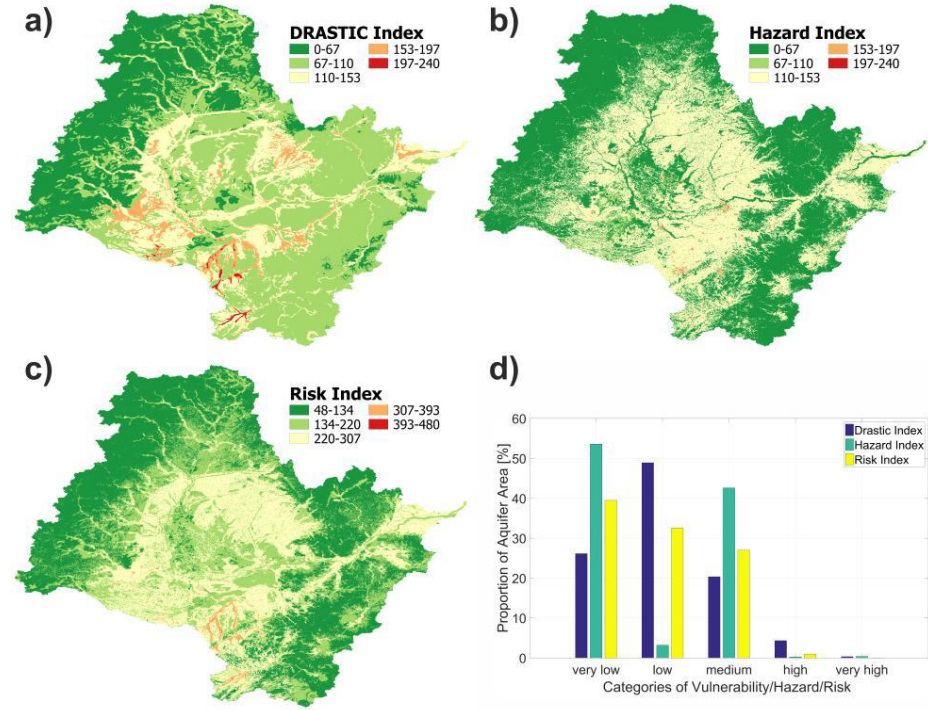 a)
DRASTIC Index
0-67 153-197
67-110 197-240
110-153
b)
Hazard Index
0-67 153-197
67-110 197-240
110-153
c)
Risk Index
48-134 307-393
134-220 393-480
220-307
d)
60
50
40
30
20
10
0
Proportion of Aquifer Area [%]
Drastic Index
Hazard Index
Risk Index
very low low medium high very high
Categories of Vulnerability/Hazard/Risk